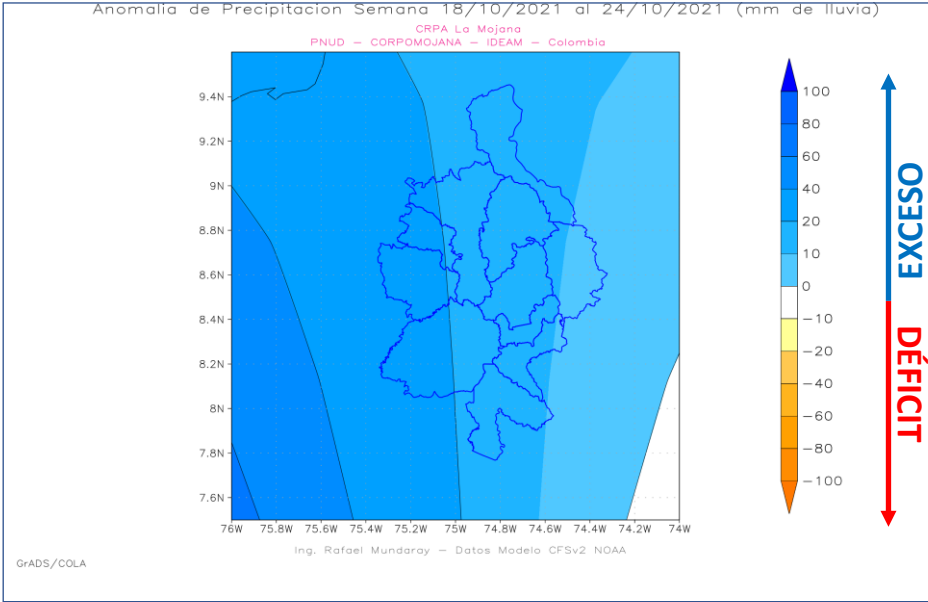 Anomalia de Precipitacion Semana 18/10/2021 al 24/10/2021 (mm de lluvia)
CRPA La Mojana
PNUD – CORPOMOJANA – IDEAM – Colombia
9.4N
9.2N
9N
8.8N
8.6N
8.4N
8.2N
8N
7.8N
7.6N
76W 75.8W 75.6W 75.4W 75.2W 75W 74.8W 74.6W 74.4W 74.2W 74W
100
80
60
40
20
10
0
−10
−20
−40
−60
−80
−100
EXCESO
DÉFICIT
Ing. Rafael Mundaray – Datos Modelo CFSv2 NOAA
GrADS/COLA